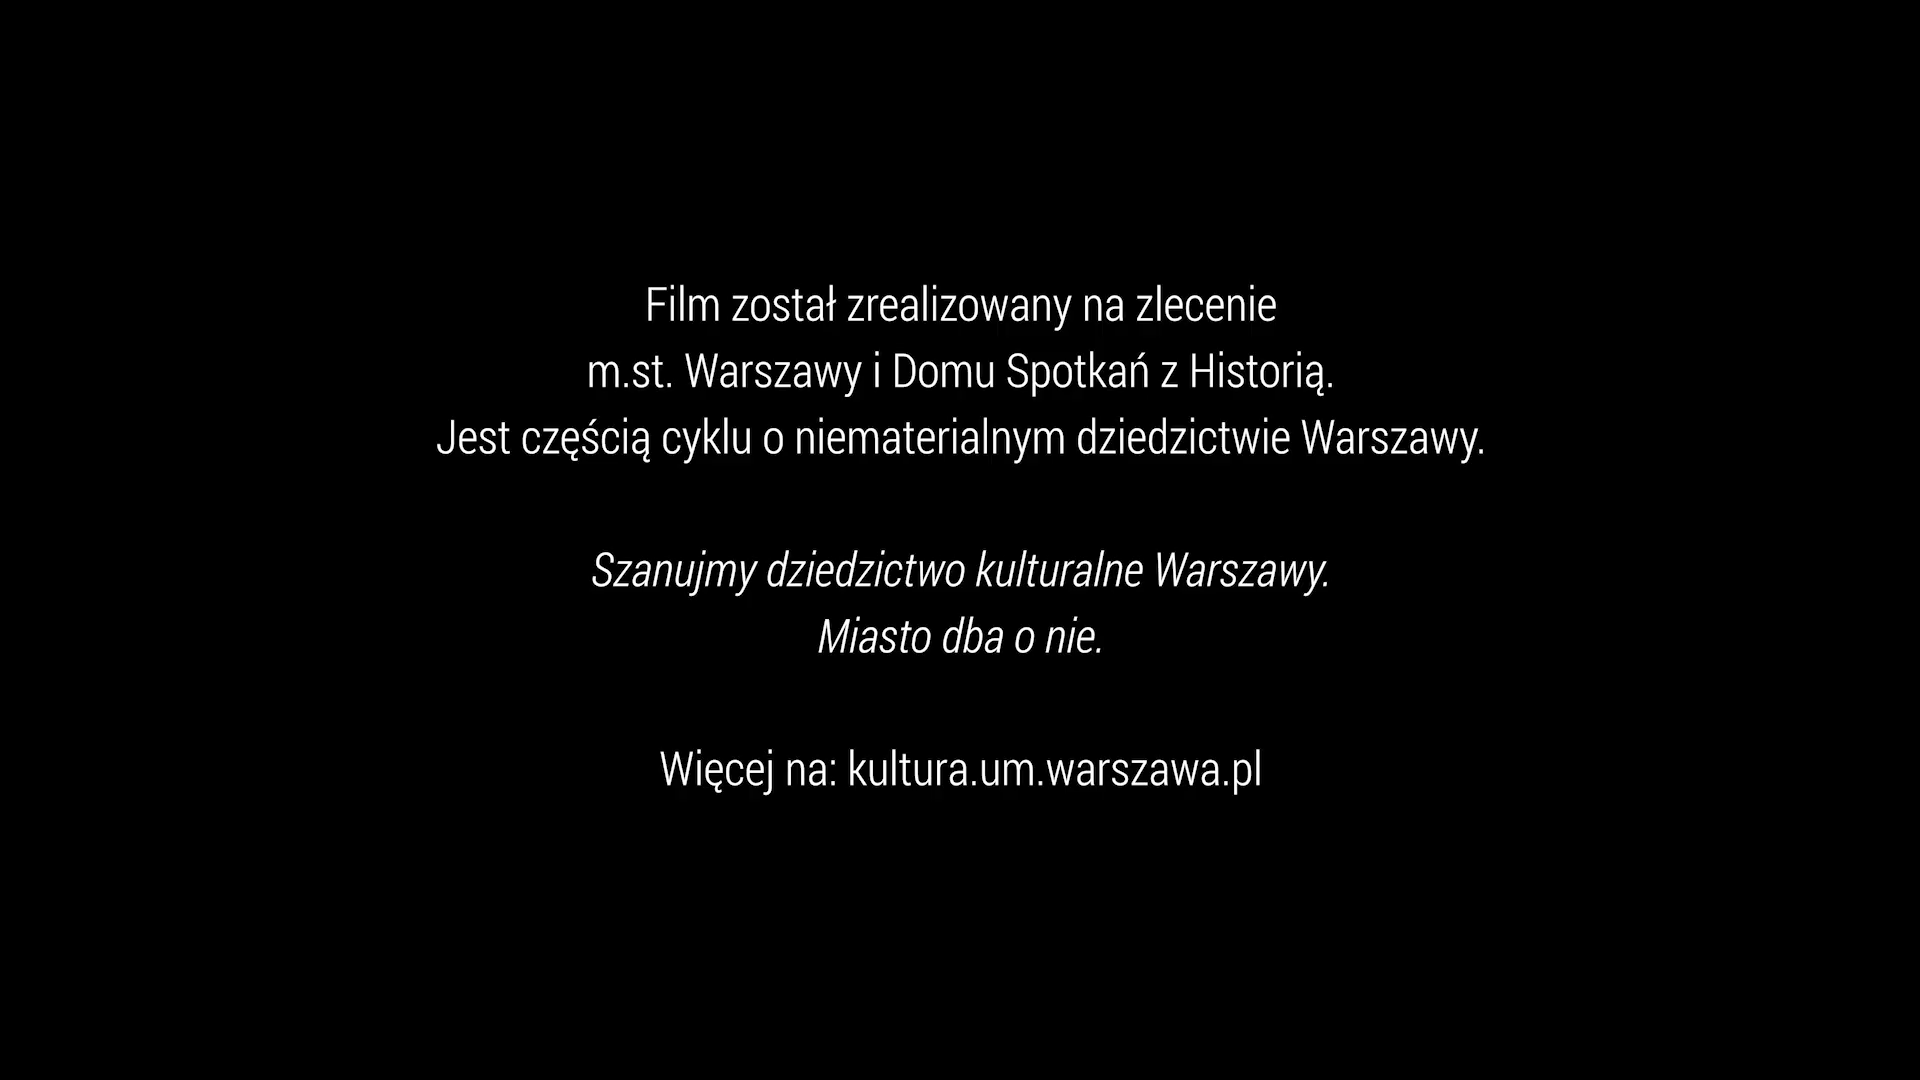 Film został zrealizowany na zlecenie
m.st. Warszawy i Domu Spotkań z Historią.
Jest częścią cyklu o niematerialnym dziedzictwie Warszawy.
Szanujmy dziedzictwo kulturalne Warszawy.
Miasto dba o nie.
Więcej na: kultura.um.warszawa.pl